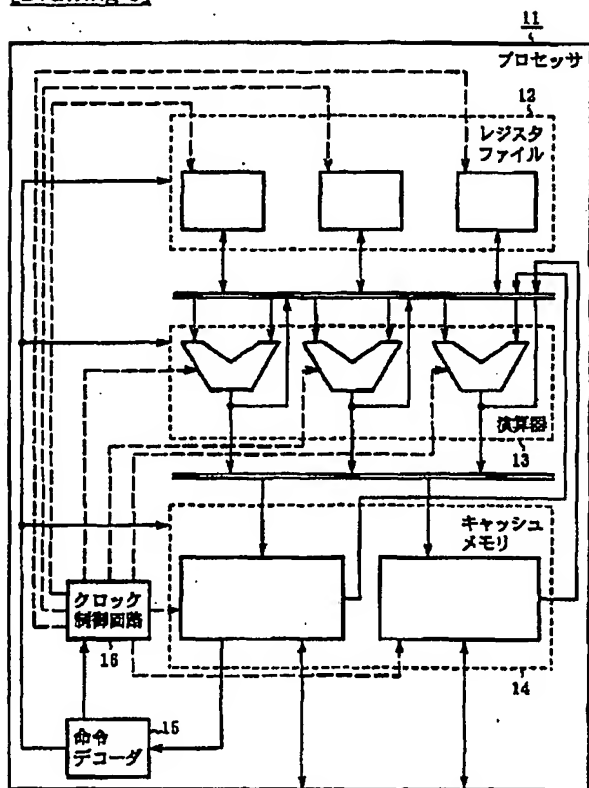 11
プロセッサ
12
レジスタ
ファイル
演算器
13
キャッシュ
メモリ
クロック
制御回路
16
14
15
命令
デコーダ